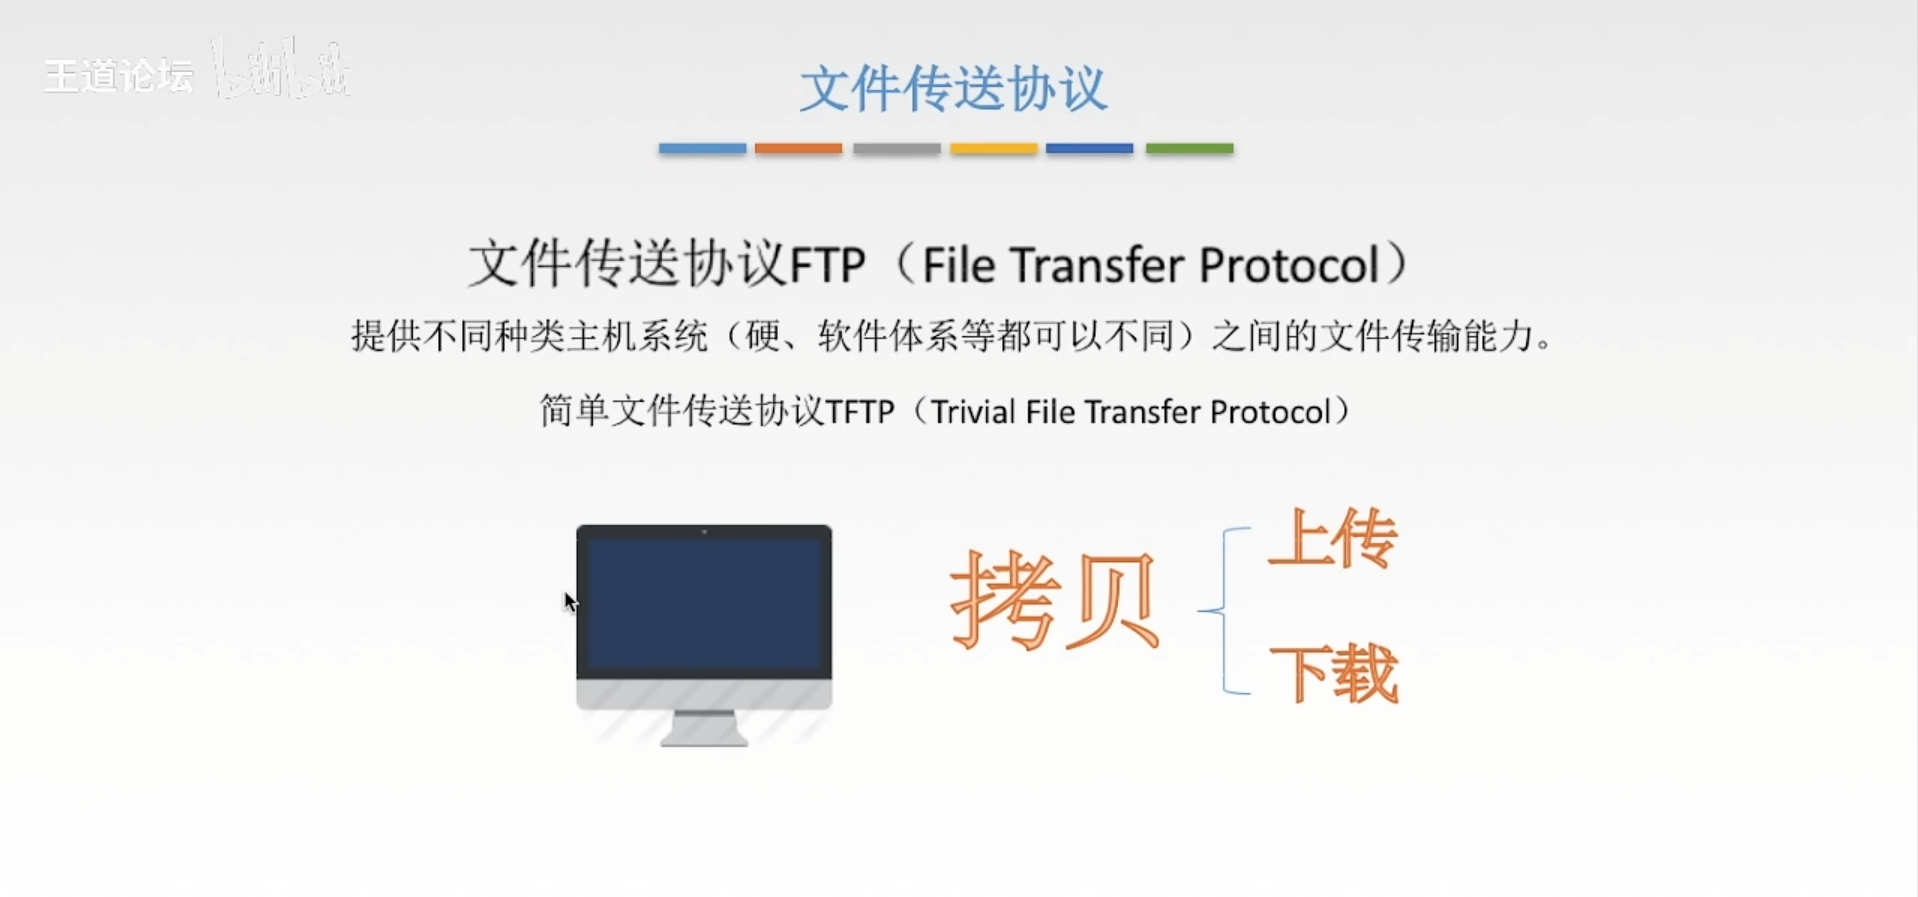 王道论坛 bilibili
文件传送协议
文件传送协议FTP（File Transfer Protocol）
提供不同种类主机系统（硬、软件体系等都可以不同）之间的文件传输能力。
简单文件传送协议TFTP（Trivial File Transfer Protocol）
上传
拷贝
下载